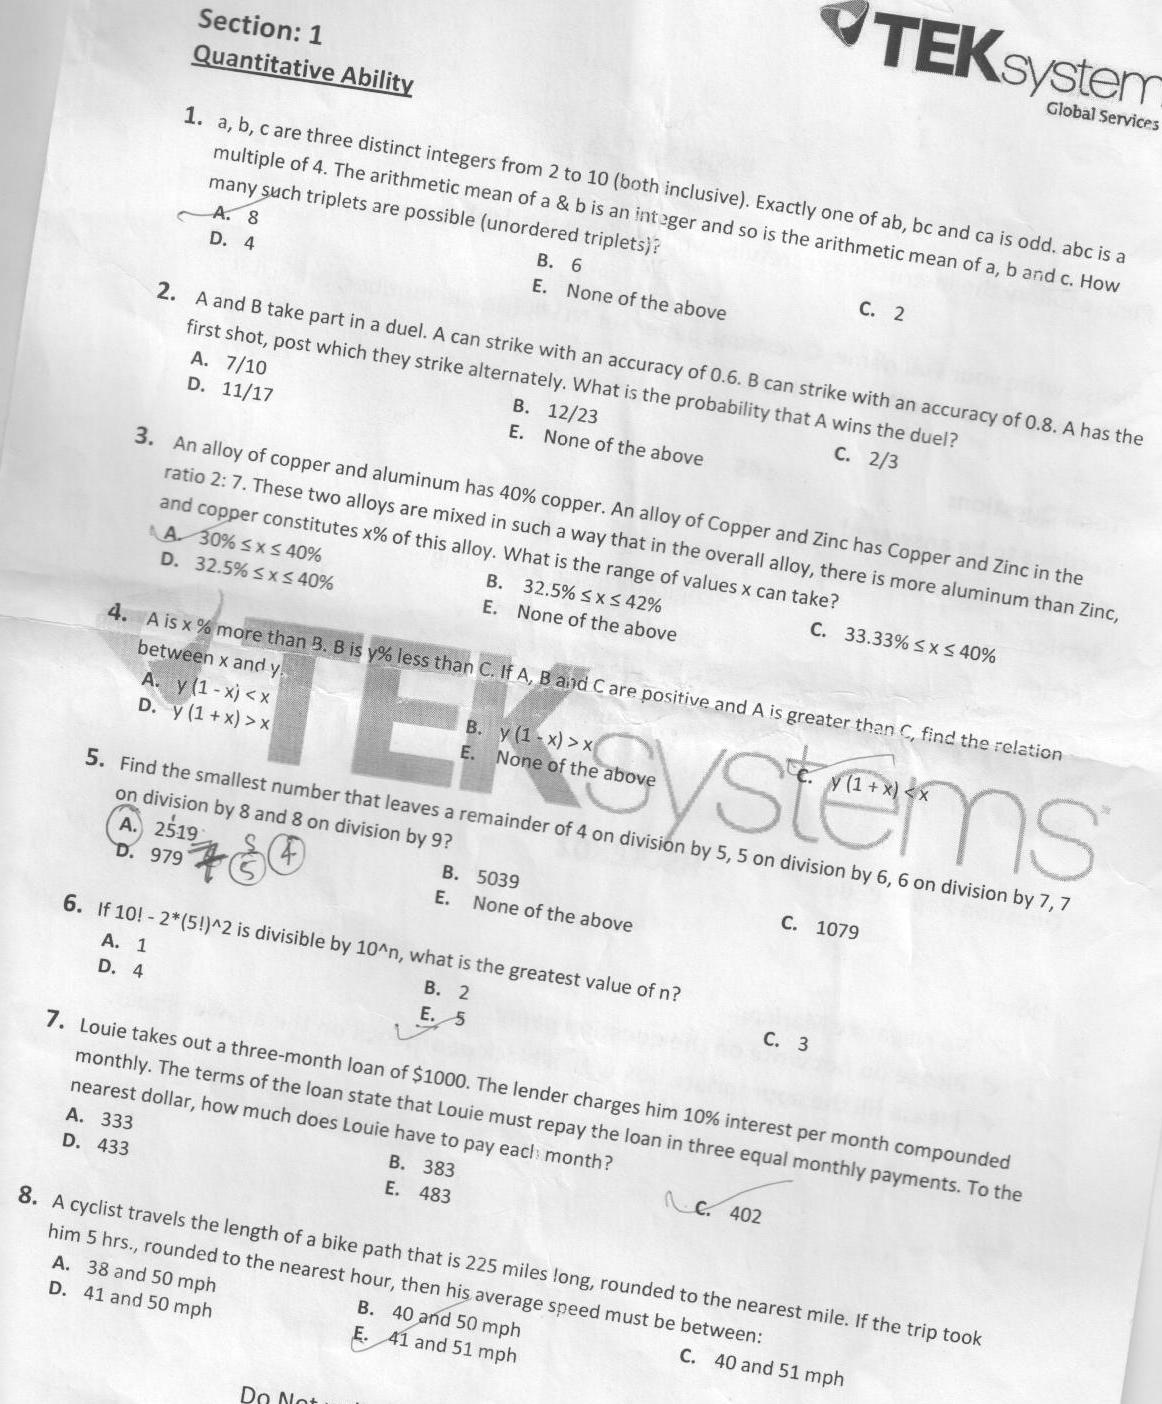 Section: 1
Quantitative Ability
TEKsystem
Global Services
1. a, b, c are three distinct integers from 2 to 10 (both inclusive). Exactly one of ab, bc and ca is odd. abc is a
multiple of 4. The arithmetic mean of a & b is an integer and so is the arithmetic mean of a, b and c. How
many such triplets are possible (unordered triplets)?
A. 8
B. 6
C. 2
D. 4
E. None of the above
2. A and B take part in a duel. A can strike with an accuracy of 0.6. B can strike with an accuracy of 0.8. A has the
first shot, post which they strike alternately. What is the probability that A wins the duel?
A. 7/10
B. 12/23
C. 2/3
D. 11/17
E. None of the above
3. An alloy of copper and aluminum has 40% copper. An alloy of Copper and Zinc has Copper and Zinc in the
ratio 2: 7. These two alloys are mixed in such a way that in the overall alloy, there is more aluminum than Zinc,
and copper constitutes x% of this alloy. What is the range of values x can take?
A. 30% ≤ x ≤ 40%
B. 32.5% ≤ x ≤ 42%
C. 33.33% ≤ x ≤ 40%
D. 32.5% ≤ x ≤ 40%
E. None of the above
4. A is x % more than B. B is y% less than C. If A, B and C are positive and A is greater than C, find the relation
between x and y.
A. y (1 - x) < x
B. y (1 - x) > x
C. y (1 + x) < x
D. y (1 + x) > x
E. None of the above
TEKsystems
5. Find the smallest number that leaves a remainder of 4 on division by 5, 5 on division by 6, 6 on division by 7, 7
on division by 8 and 8 on division by 9?
A. 2519
B. 5039
C. 1079
D. 979
E. None of the above
6. If 10! - 2*(5!)^2 is divisible by 10^n, what is the greatest value of n?
A. 1
B. 2
C. 3
D. 4
E. 5
7. Louie takes out a three-month loan of $1000. The lender charges him 10% interest per month compounded
monthly. The terms of the loan state that Louie must repay the loan in three equal monthly payments. To the
nearest dollar, how much does Louie have to pay each month?
A. 333
B. 383
C. 402
D. 433
E. 483
8. A cyclist travels the length of a bike path that is 225 miles long, rounded to the nearest mile. If the trip took
him 5 hrs., rounded to the nearest hour, then his average speed must be between:
A. 38 and 50 mph
B. 40 and 50 mph
C. 40 and 51 mph
D. 41 and 50 mph
E. 41 and 51 mph
Do Not